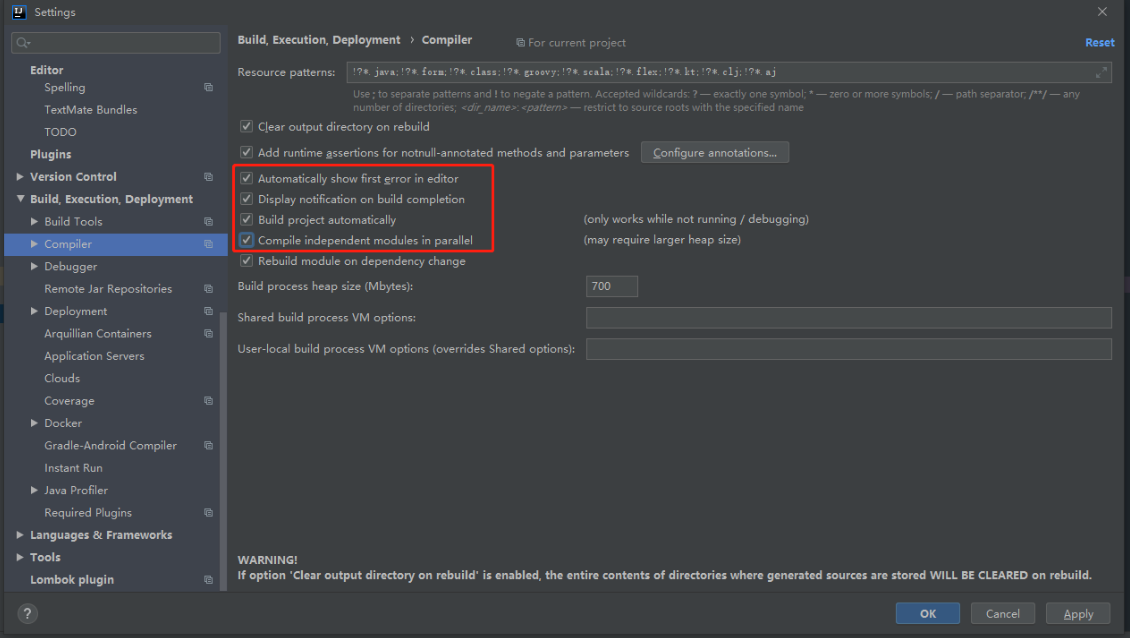 Settings
Build, Execution, Deployment › Compiler
For current project
Reset
Editor
Spelling
TextMate Bundles
TODO
Plugins
Version Control
Build, Execution, Deployment
Build Tools
Compiler
Debugger
Remote Jar Repositories
Deployment
Arquillian Containers
Application Servers
Clouds
Coverage
Docker
Gradle-Android Compiler
Instant Run
Java Profiler
Required Plugins
Languages & Frameworks
Tools
Lombok plugin
Resource patterns: !?*.java;!?*.form;!?*.class;!?*.groovy;!?*.scala;!?*.flex;!?*.kt;!?*.clj;!?*.aj
Use ; to separate patterns and ! to negate a pattern. Accepted wildcards: ? — exactly one symbol; * — zero or more symbols; / — path separator; /**/ — any
number of directories; <dir_name>:<pattern> — restrict to source roots with the specified name
Clear output directory on rebuild
Add runtime assertions for notnull-annotated methods and parameters Configure annotations...
Automatically show first error in editor
Display notification on build completion
Build project automatically (only works while not running / debugging)
Compile independent modules in parallel (may require larger heap size)
Rebuild module on dependency change
Build process heap size (Mbytes): 700
Shared build process VM options:
User-local build process VM options (overrides Shared options):
WARNING!
If option 'Clear output directory on rebuild' is enabled, the entire contents of directories where generated sources are stored WILL BE CLEARED on rebuild.
? OK Cancel Apply